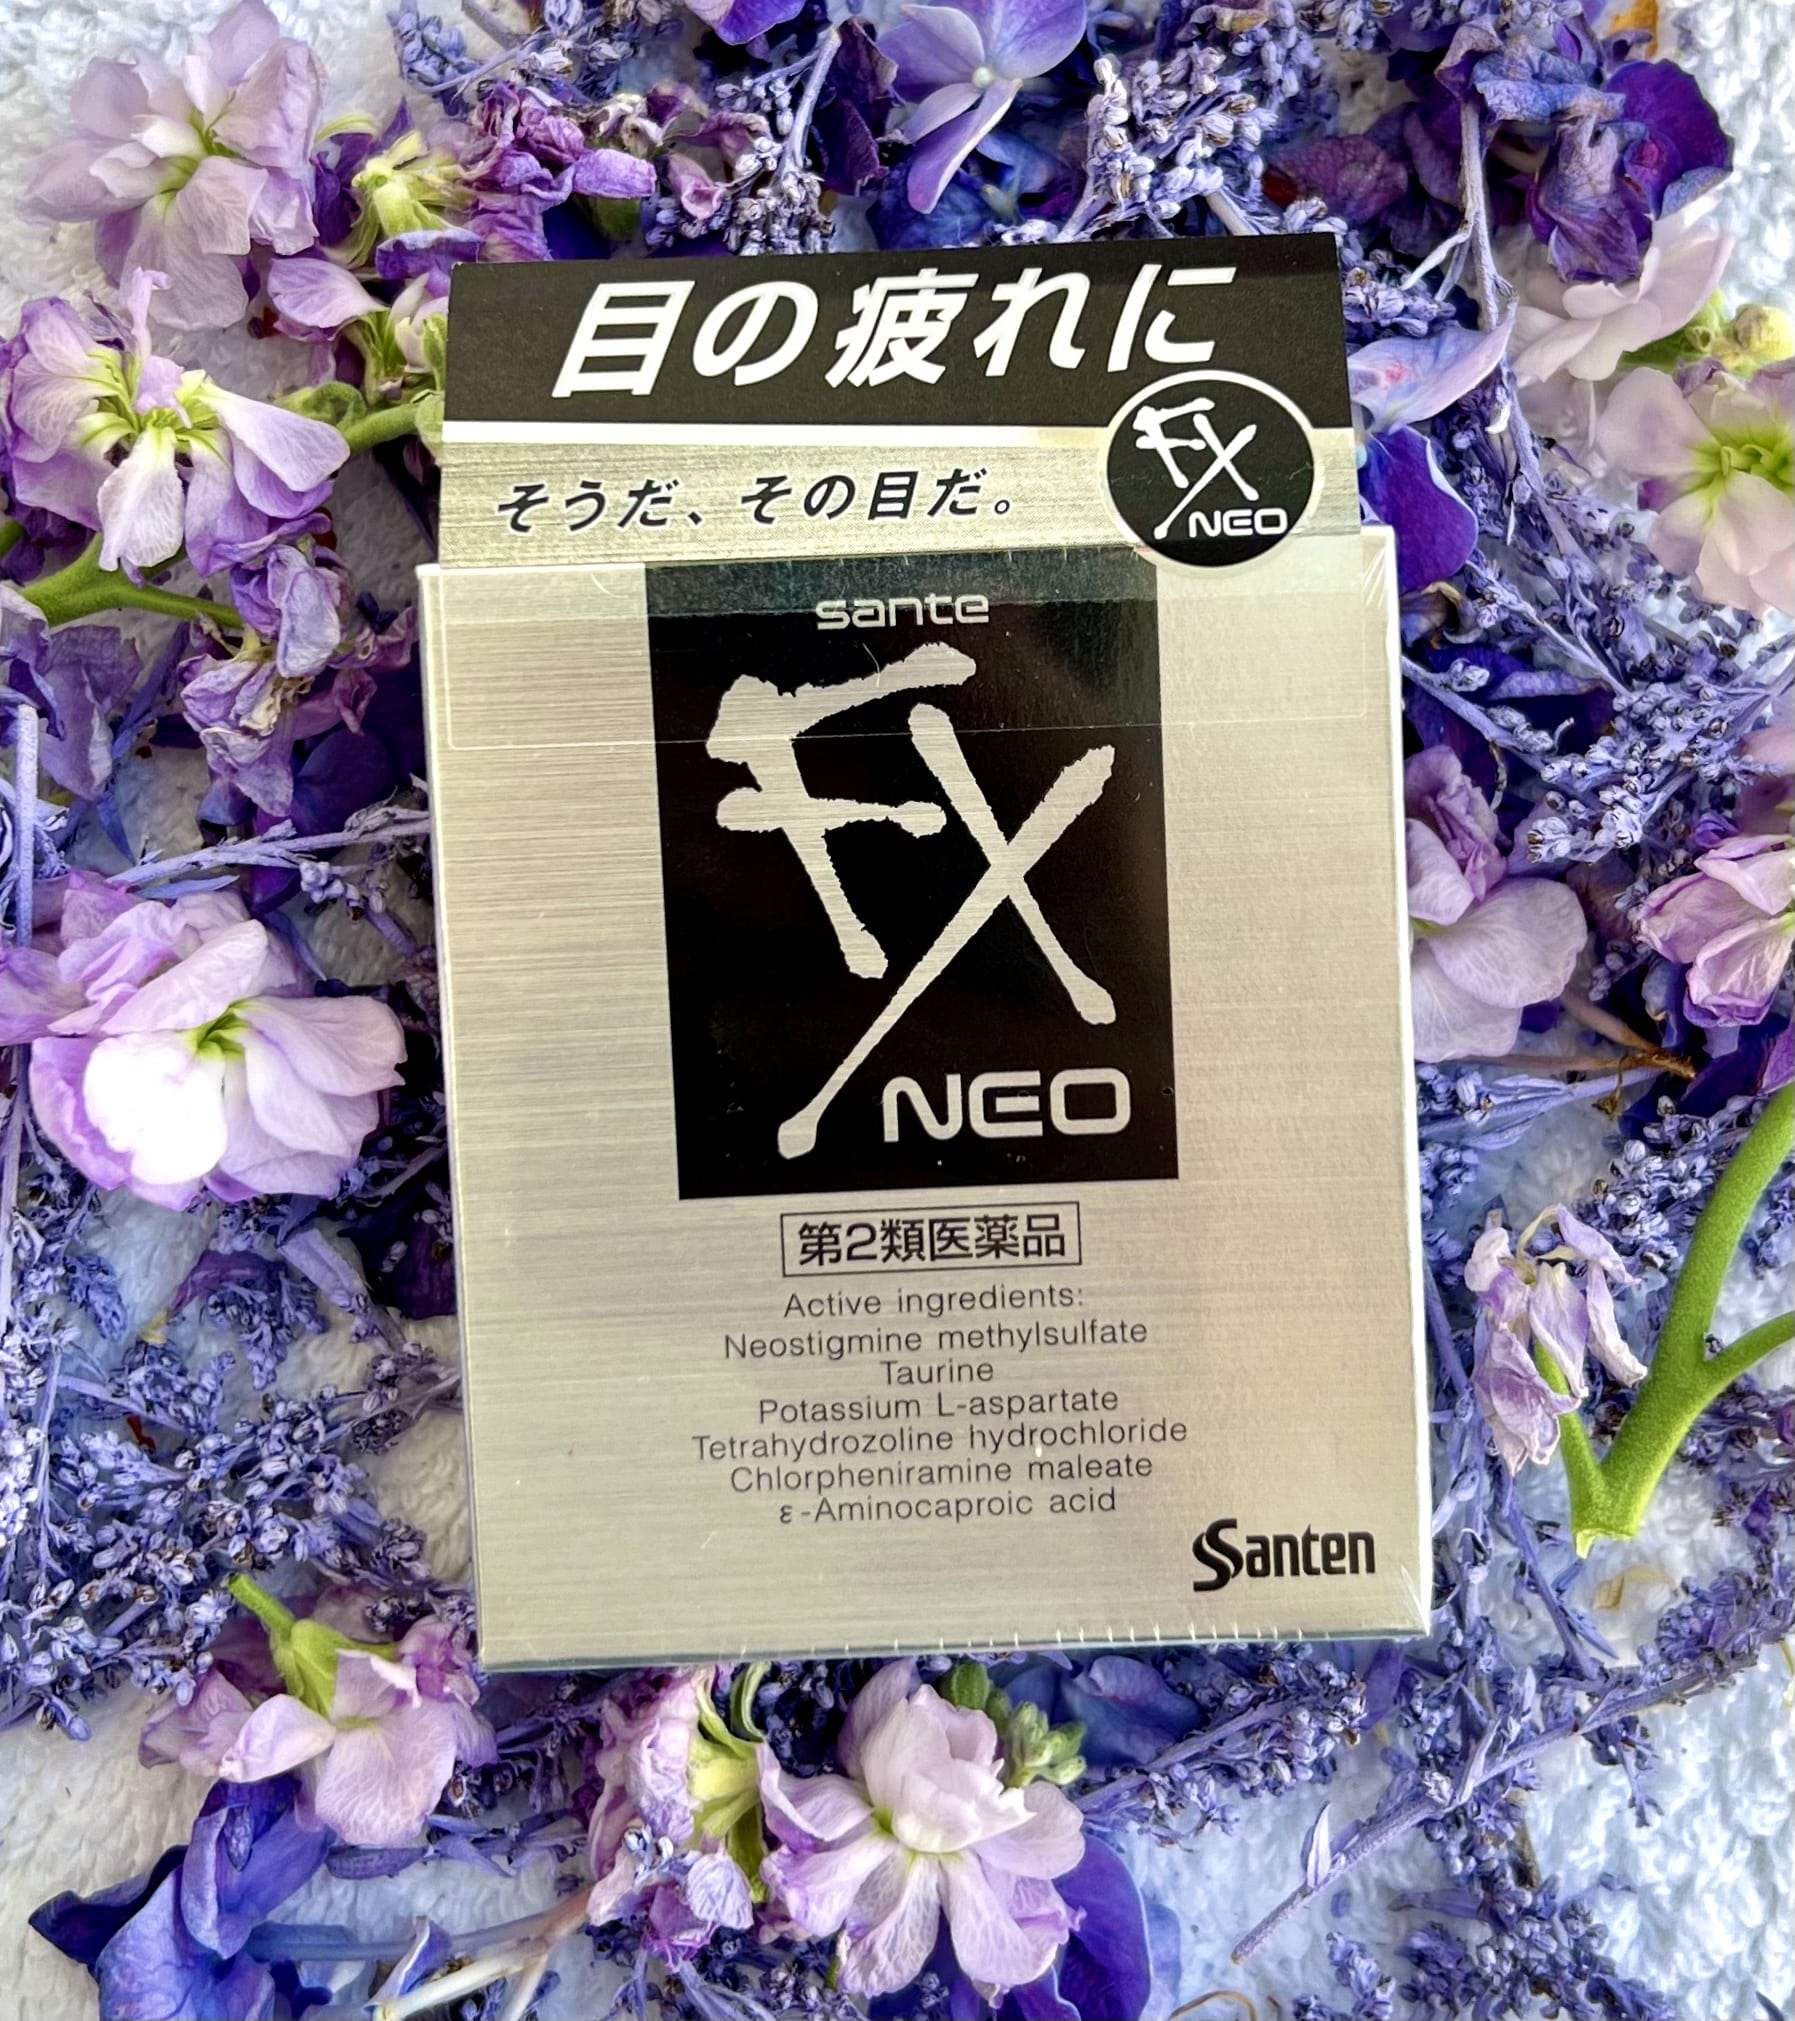 目の疲れに
そうだ、その目だ。
FX
NEO
sante
FX
NEO
第2類医薬品
Active ingredients:
Neostigmine methylsulfate
Taurine
Potassium L-aspartate
Tetrahydrozoline hydrochloride
Chlorpheniramine maleate
ε-Aminocaproic acid
Santen